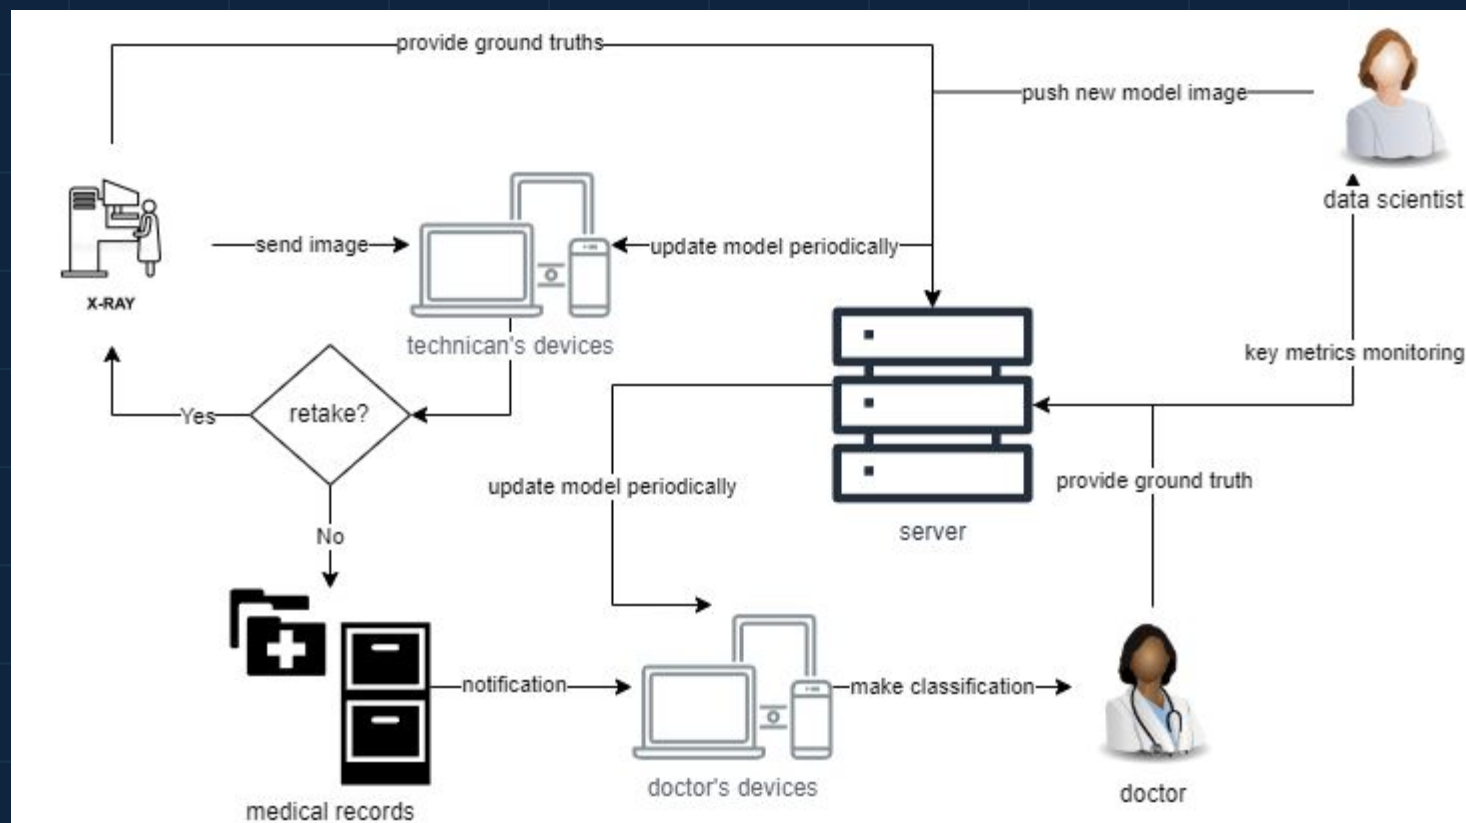 provide ground truths
push new model image
data scientist
send image
update model periodically
X-RAY
technican's devices
key metrics monitoring
Yes
retake?
update model periodically
provide ground truth
server
No
notification
make classification
doctor's devices
doctor
medical records